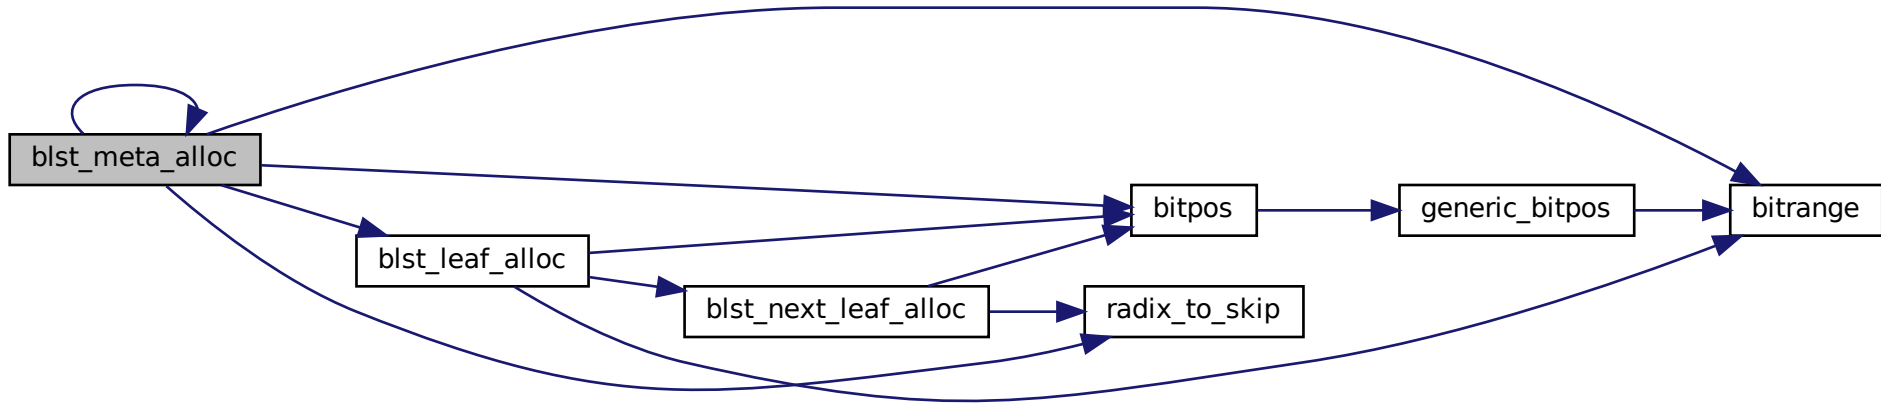 blst_meta_alloc
blst_leaf_alloc
blst_next_leaf_alloc
bitpos
radix_to_skip
generic_bitpos
bitrange